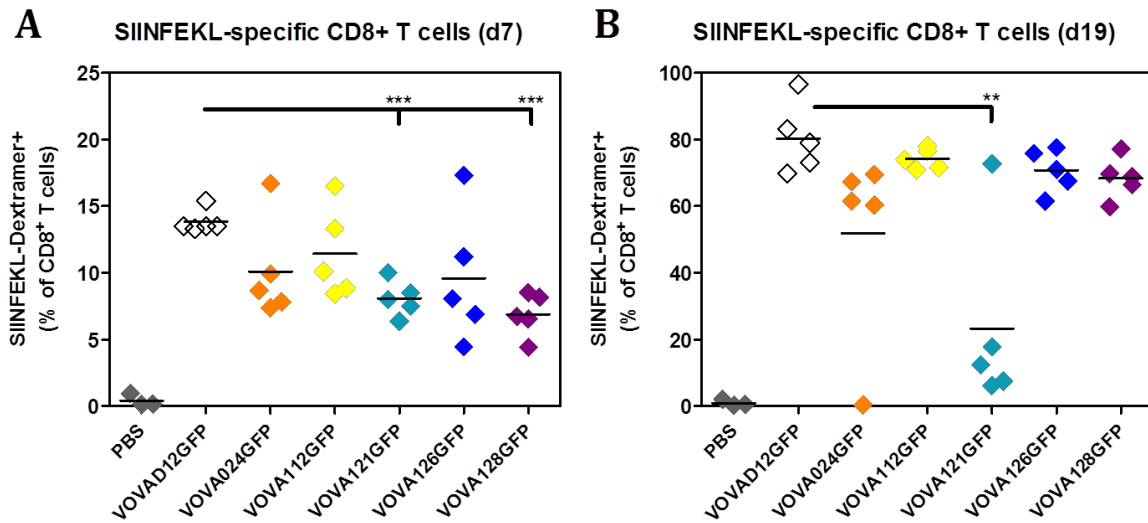 A
SIINFEKL-specific CD8+ T cells (d7)
SIINFEKL-Dextramer+
(% of CD8⁺ T cells)
25
20
15
10
5
0
***
***
PBS
VOVAD12GFP
VOVA024GFP
VOVA112GFP
VOVA121GFP
VOVA126GFP
VOVA128GFP
B
SIINFEKL-specific CD8+ T cells (d19)
SIINFEKL-Dextramer+
(% of CD8⁺ T cells)
100
80
60
40
20
0
**
PBS
VOVAD12GFP
VOVA024GFP
VOVA112GFP
VOVA121GFP
VOVA126GFP
VOVA128GFP